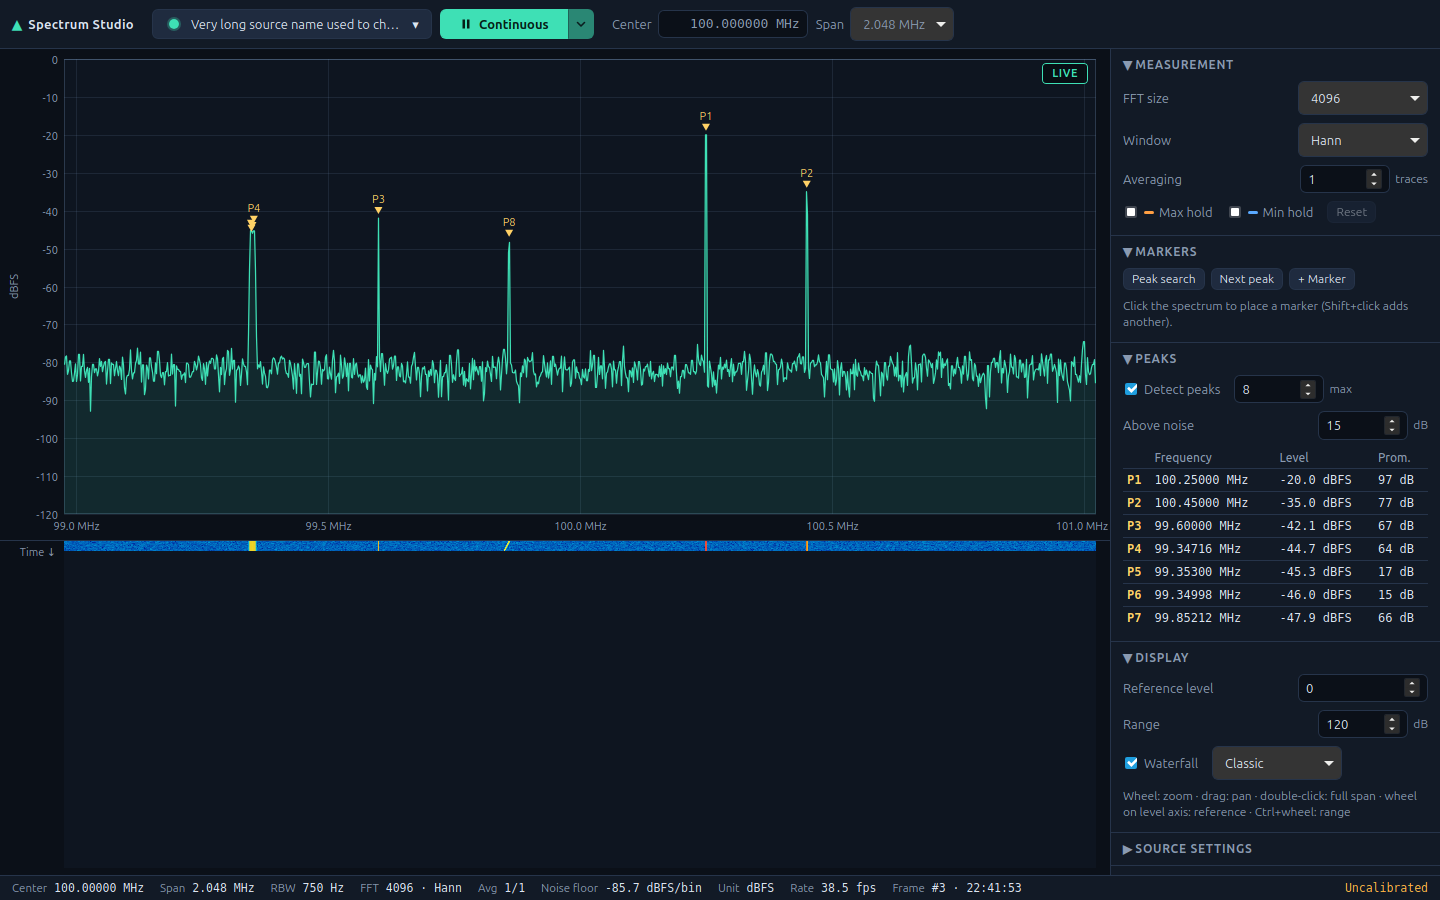 ▲ Spectrum Studio
Very long source name used to ch… ▾
Continuous
Center 100.000000 MHz Span 2.048 MHz
LIVE
0
-10
-20
-30
-40
-50
-60
-70
-80
-90
-100
-110
-120
dBFS
P1
P2
P3
P4
P8
99.0 MHz 99.5 MHz 100.0 MHz 100.5 MHz 101.0 MHz
Time ↓
▼ MEASUREMENT
FFT size 4096
Window Hann
Averaging 1 traces
Max hold Min hold Reset
▼ MARKERS
Peak search Next peak + Marker
Click the spectrum to place a marker (Shift+click adds
another).
▼ PEAKS
Detect peaks 8 max
Above noise 15 dB
Frequency Level Prom.
P1 100.25000 MHz -20.0 dBFS 97 dB
P2 100.45000 MHz -35.0 dBFS 77 dB
P3 99.60000 MHz -42.1 dBFS 67 dB
P4 99.34716 MHz -44.7 dBFS 64 dB
P5 99.35300 MHz -45.3 dBFS 17 dB
P6 99.34998 MHz -46.0 dBFS 15 dB
P7 99.85212 MHz -47.9 dBFS 66 dB
▼ DISPLAY
Reference level 0
Range 120 dB
Waterfall Classic
Wheel: zoom · drag: pan · double-click: full span · wheel
on level axis: reference · Ctrl+wheel: range
▶ SOURCE SETTINGS
Center 100.00000 MHz Span 2.048 MHz RBW 750 Hz FFT 4096 · Hann Avg 1/1 Noise floor -85.7 dBFS/bin Unit dBFS Rate 38.5 fps Frame #3 · 22:41:53 Uncalibrated